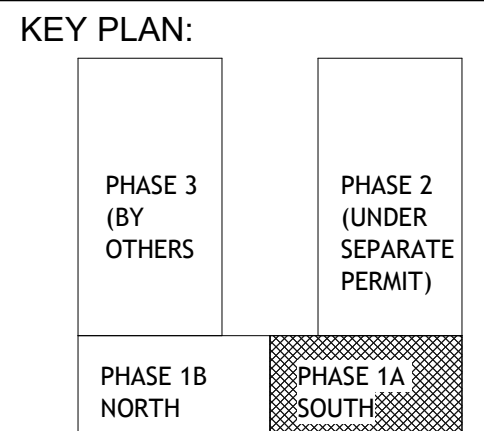 KEY PLAN:
PHASE 3
(BY
OTHERS
PHASE 2
(UNDER
SEPARATE
PERMIT)
PHASE 1B
NORTH
PHASE 1A
SOUTH